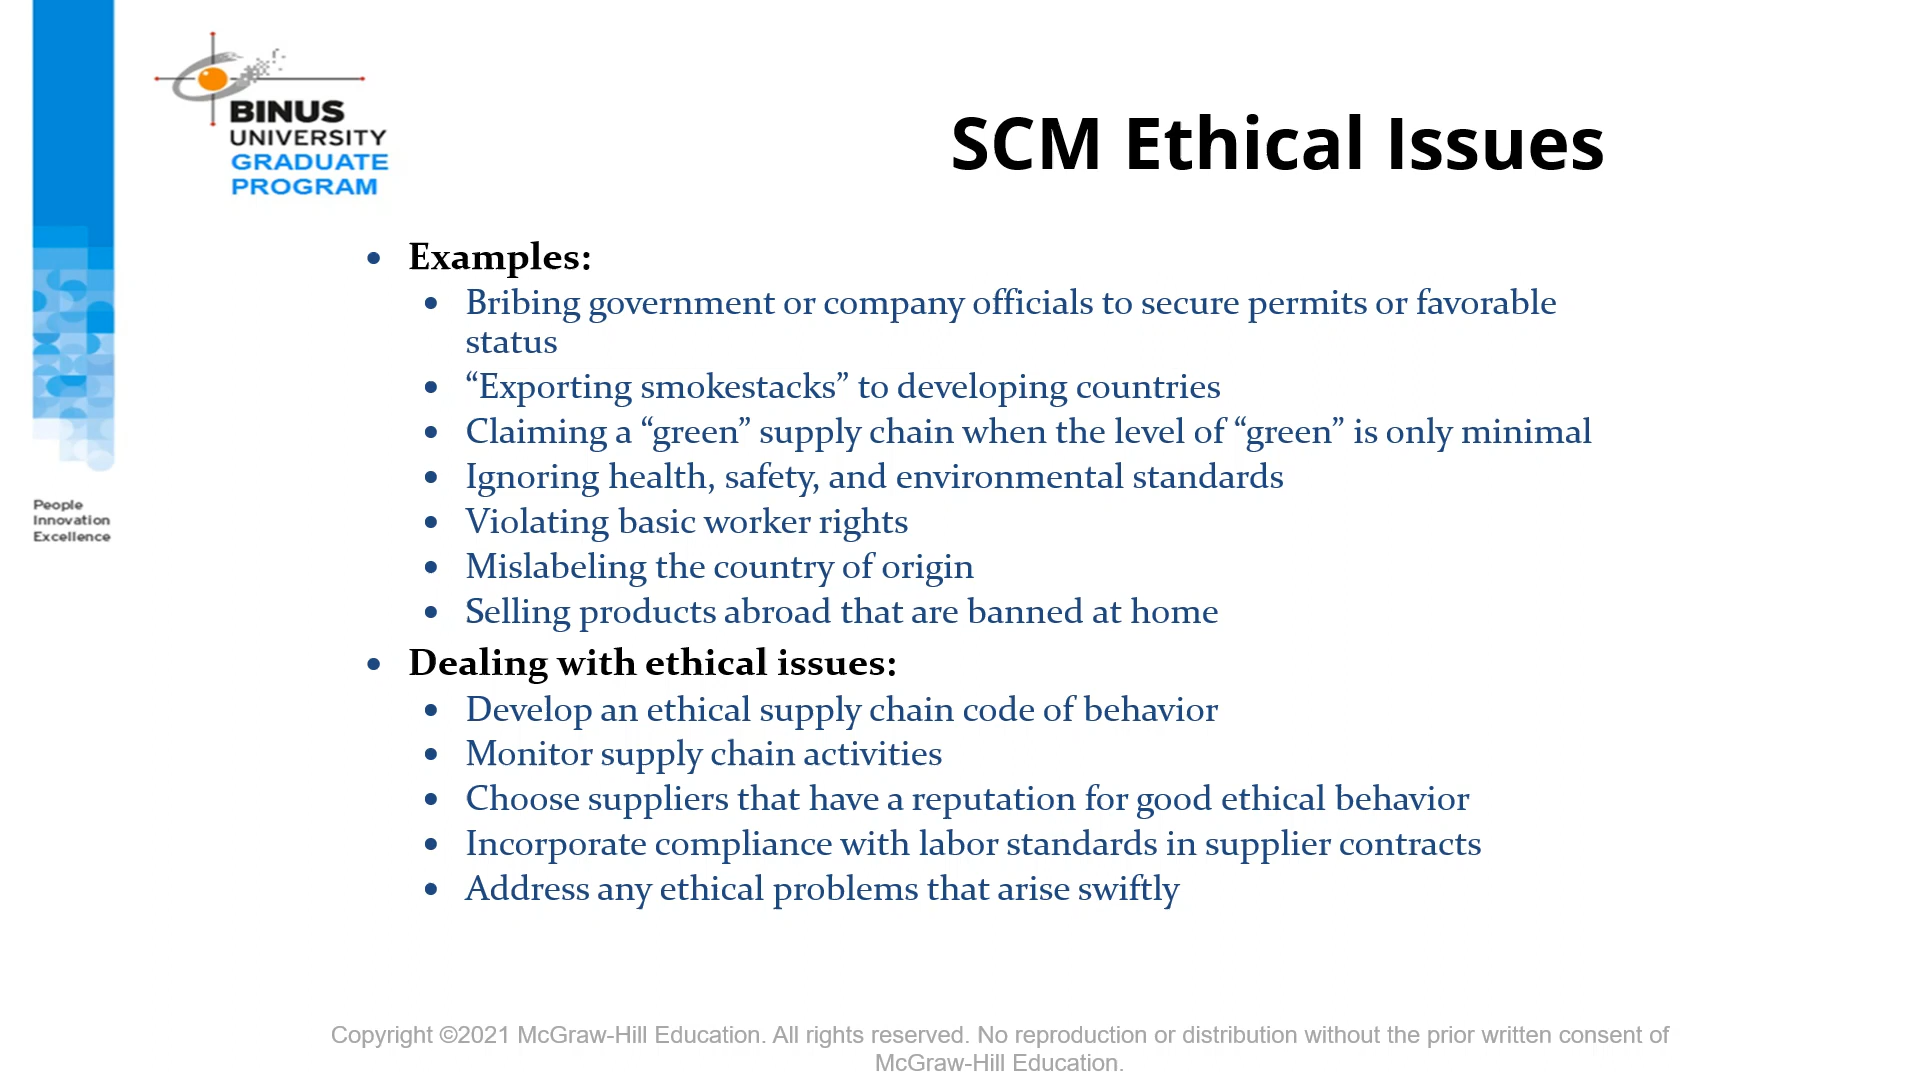 BINUS
UNIVERSITY
GRADUATE
PROGRAM
SCM Ethical Issues
• Examples:
• Bribing government or company officials to secure permits or favorable
status
• “Exporting smokestacks” to developing countries
• Claiming a “green” supply chain when the level of “green” is only minimal
• Ignoring health, safety, and environmental standards
• Violating basic worker rights
• Mislabeling the country of origin
• Selling products abroad that are banned at home
• Dealing with ethical issues:
• Develop an ethical supply chain code of behavior
• Monitor supply chain activities
• Choose suppliers that have a reputation for good ethical behavior
• Incorporate compliance with labor standards in supplier contracts
• Address any ethical problems that arise swiftly
People
Innovation
Excellence
Copyright ©2021 McGraw-Hill Education. All rights reserved. No reproduction or distribution without the prior written consent of
McGraw-Hill Education.